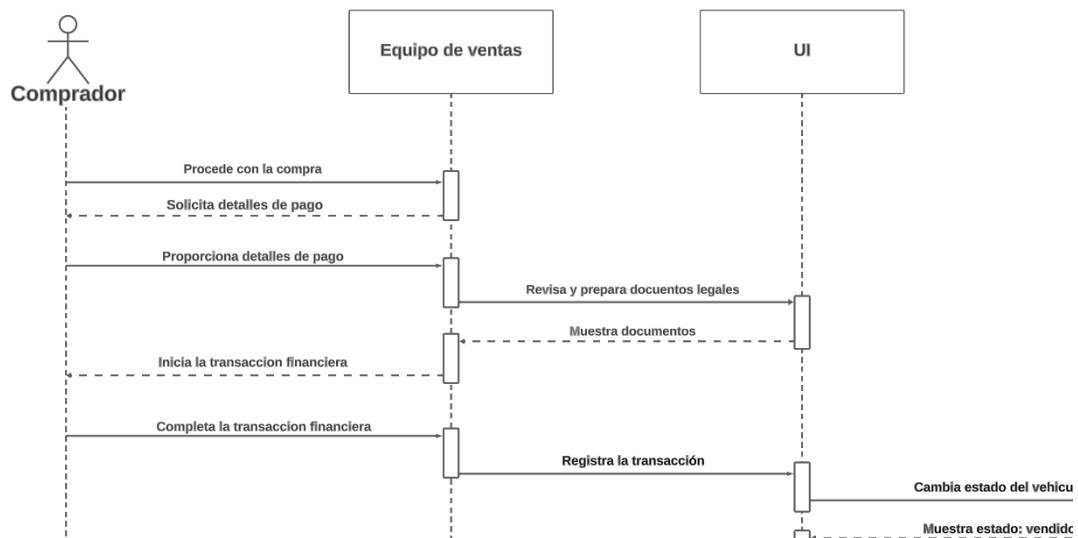 Comprador
Equipo de ventas
UI
Procede con la compra
Solicita detalles de pago
Proporciona detalles de pago
Revisa y prepara docuentos legales
Muestra documentos
Inicia la transaccion financiera
Completa la transaccion financiera
Registra la transacción
Cambia estado del vehicu
Muestra estado: vendido